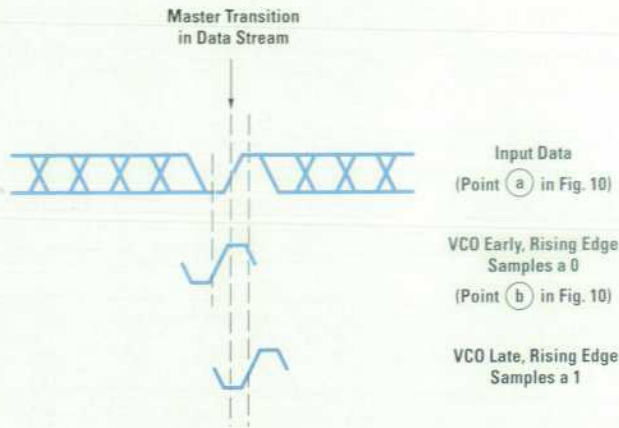 Master Transition
in Data Stream
Input Data
(Point a in Fig. 10)
VCO Early, Rising Edge
Samples a 0
(Point b in Fig. 10)
VCO Late, Rising Edge
Samples a 1